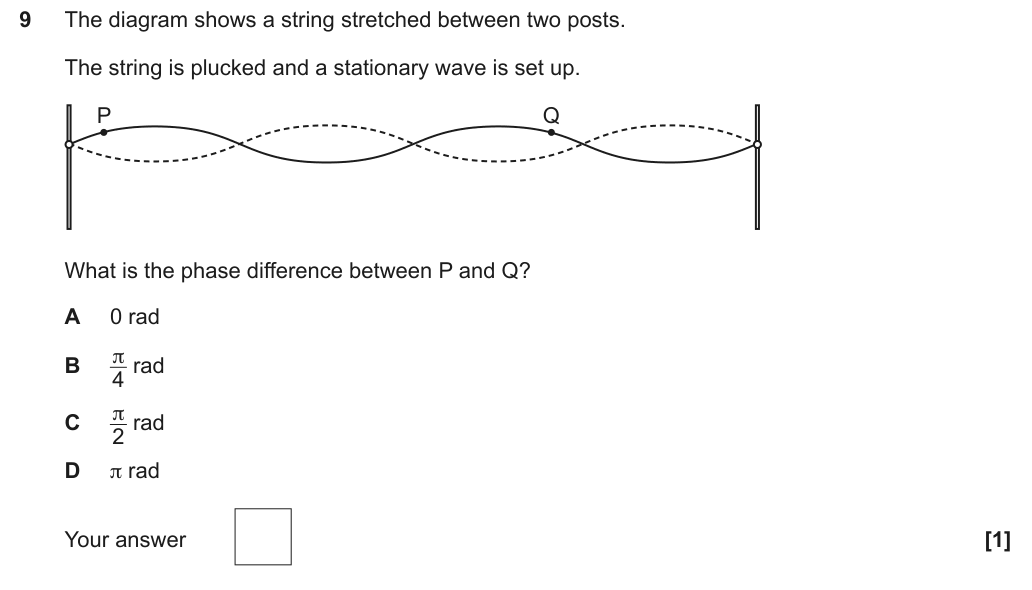 9 The diagram shows a string stretched between two posts.
The string is plucked and a stationary wave is set up.
P Q
What is the phase difference between P and Q?
A 0 rad
B π/4 rad
C π/2 rad
D π rad
Your answer [1]